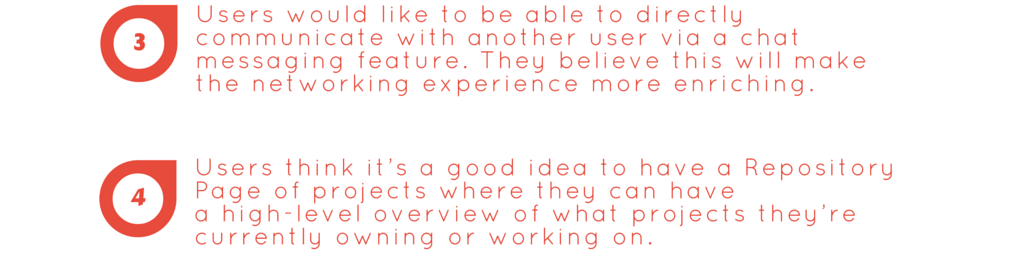 3
Users would like to be able to directly
communicate with another user via a chat
messaging feature. They believe this will make
the networking experience more enriching.
4
Users think it's a good idea to have a Repository
Page of projects where they can have
a high-level overview of what projects they're
currently owning or working on.